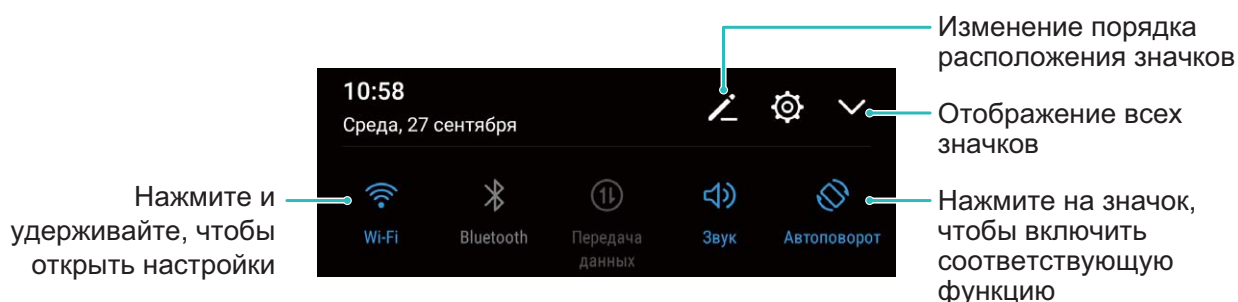 Изменение порядка
расположения значков
10:58
Среда, 27 сентября
Отображение всех
значков
Нажмите и
удерживайте, чтобы
открыть настройки
Wi-Fi
Bluetooth
Передача
данных
Звук
Автоповорот
Нажмите на значок,
чтобы включить
соответствующую
функцию